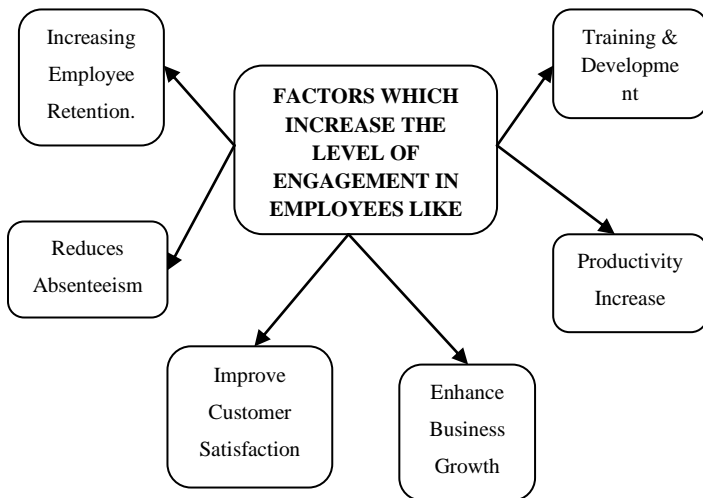 Increasing
Employee
Retention.
FACTORS WHICH
INCREASE THE
LEVEL OF
ENGAGEMENT IN
EMPLOYEES LIKE
Training &
Developme
nt
Reduces
Absenteeism
Productivity
Increase
Improve
Customer
Satisfaction
Enhance
Business
Growth